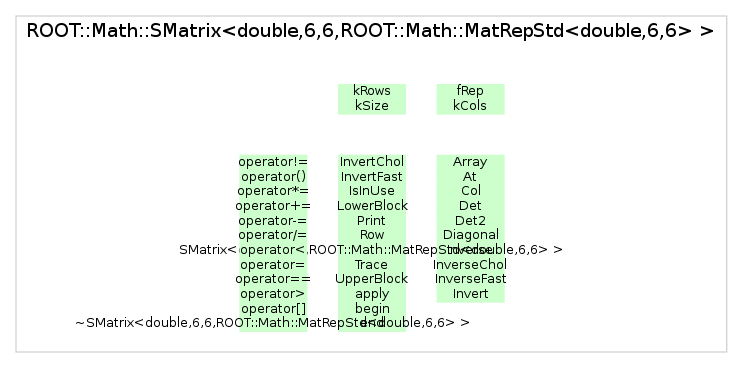 ROOT::Math::SMatrix<double,6,6,ROOT::Math::MatRepStd<double,6,6> >
kRows fRep
kSize kCols
operator!= InvertChol Array
operator() InvertFast At
operator*= IsInUse Col
operator+= LowerBlock Det
operator-= Print Det2
operator/= Row Diagonal
SMatrix< operator< ,ROOT::Math::MatRepStd<double,6,6> > Inverse
operator= Trace InverseChol
operator== UpperBlock InverseFast
operator> apply Invert
operator[] begin
~SMatrix<double,6,6,ROOT::Math::MatRepStd<double,6,6> > end